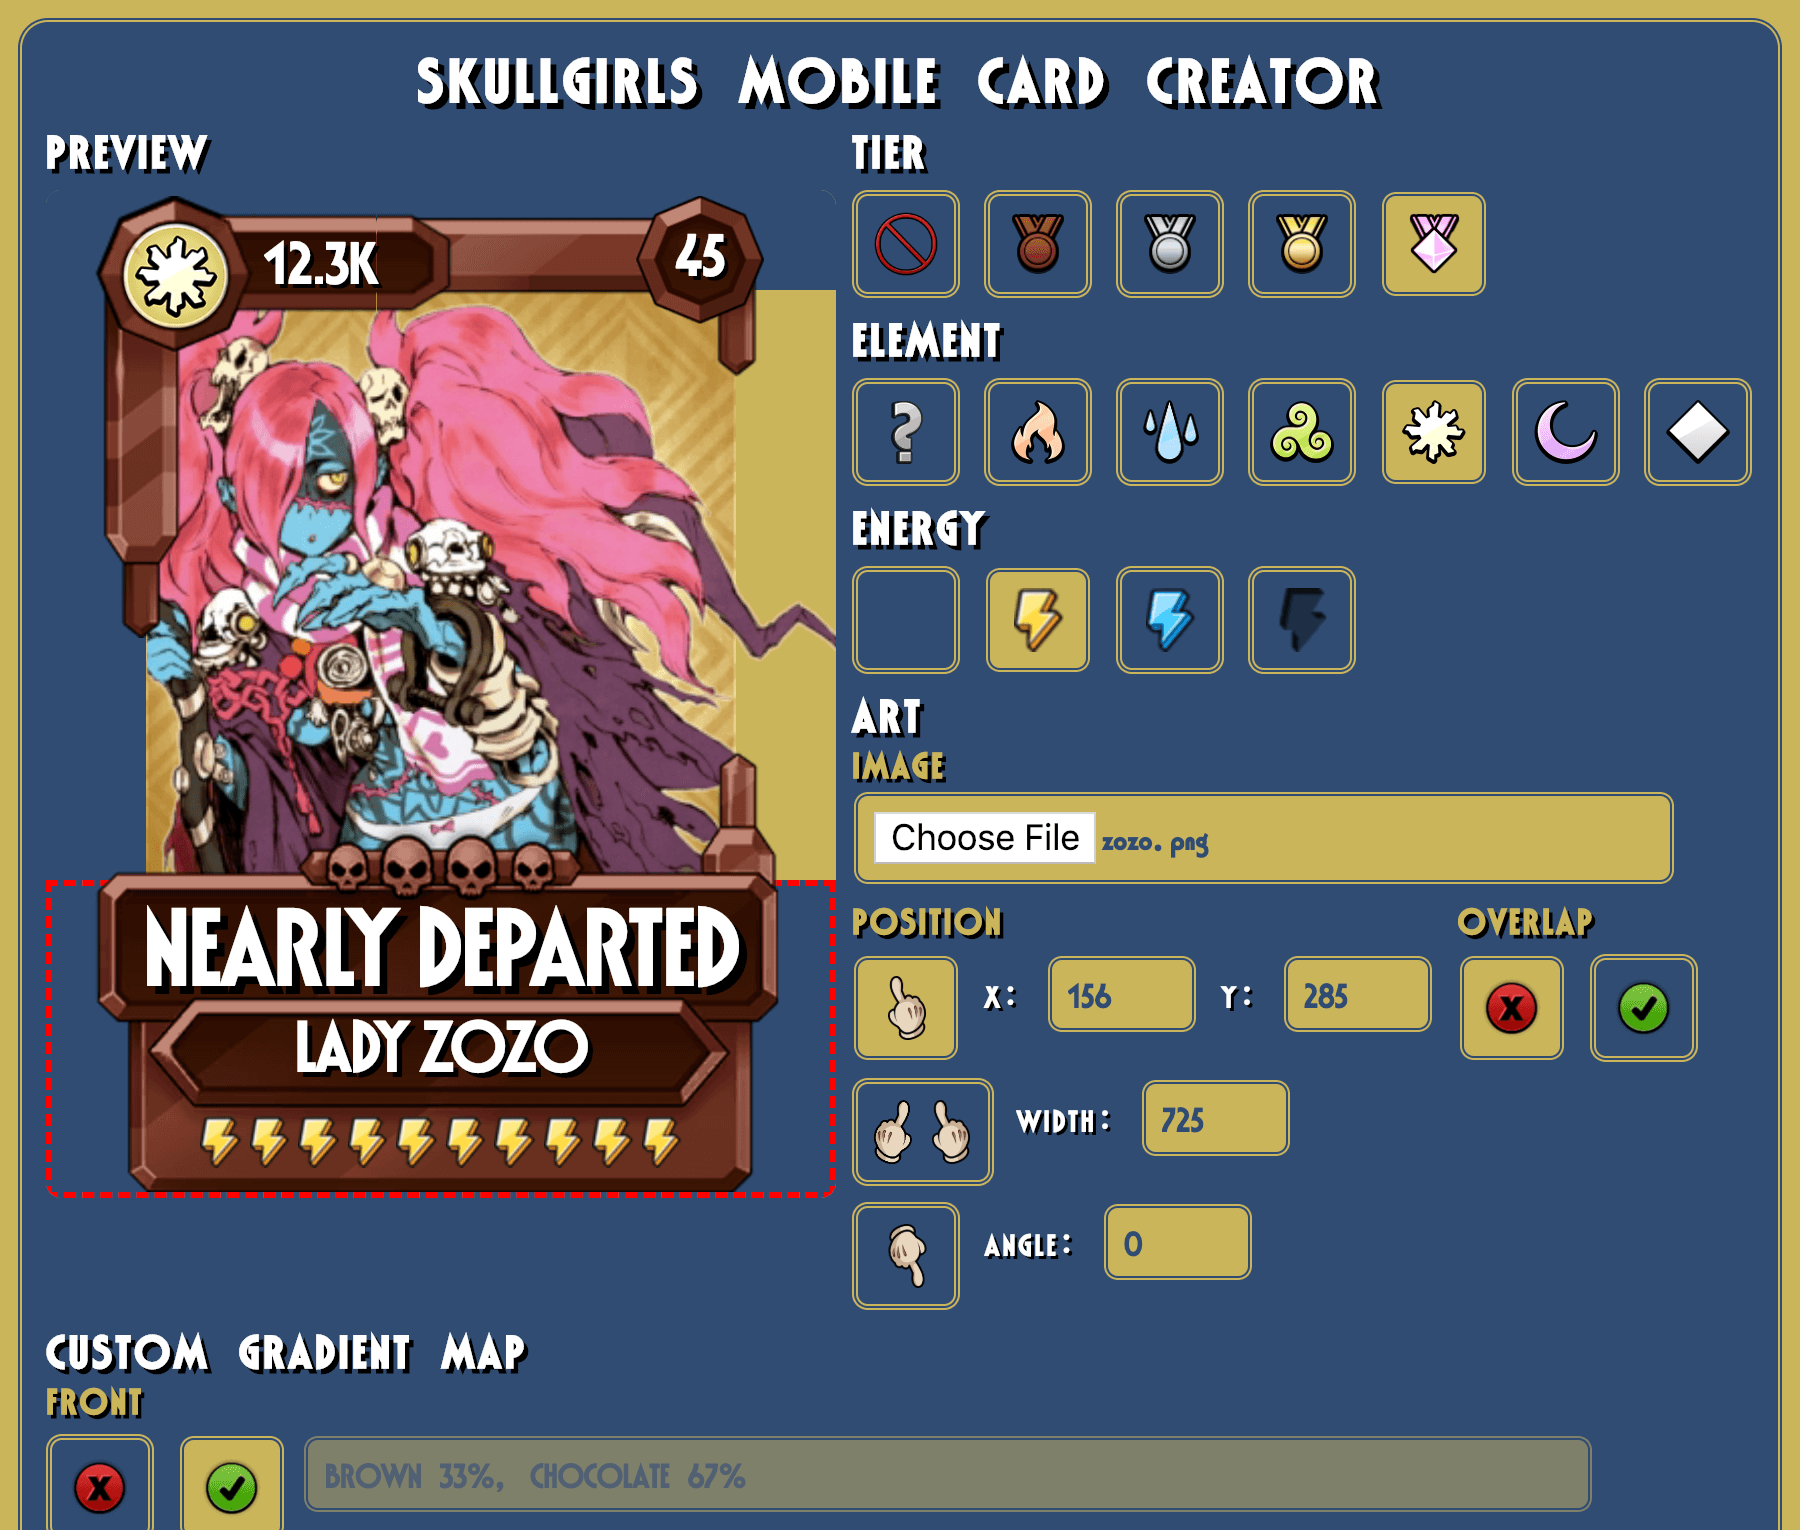 SKULLGIRLS MOBILE CARD CREATOR
PREVIEW
12.3K
45
NEARLY DEPARTED
LADY ZOZO
TIER
ELEMENT
?
ENERGY
ART
IMAGE
Choose File zozo.png
POSITION
X: 156 Y: 285
OVERLAP
X
WIDTH: 725
ANGLE: 0
CUSTOM GRADIENT MAP
FRONT
X
BROWN 33%, CHOCOLATE 67%